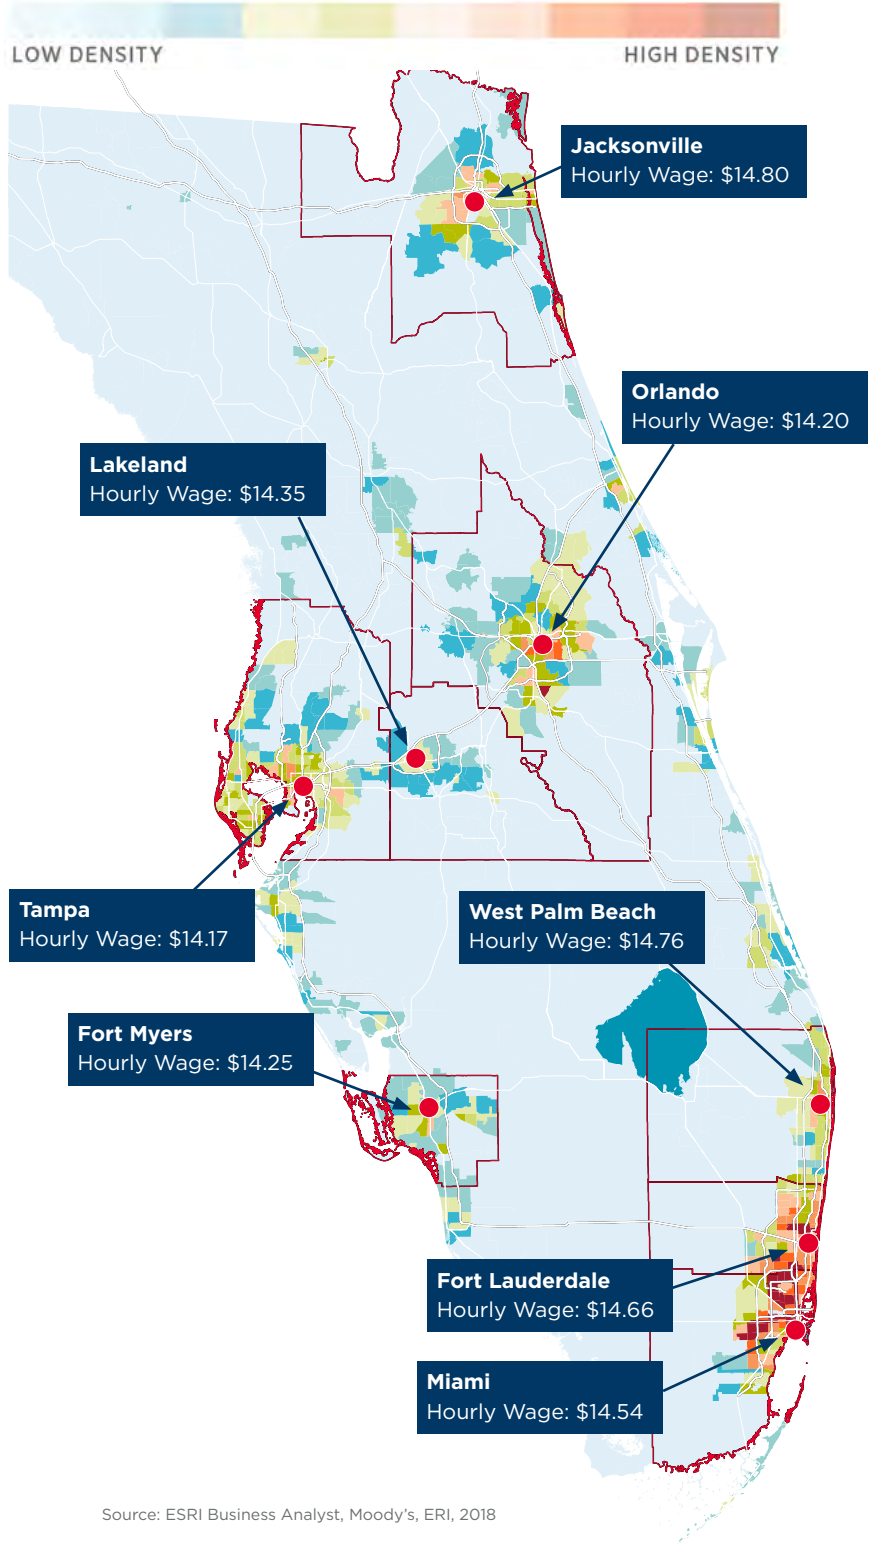 LOW DENSITY
HIGH DENSITY
Jacksonville
Hourly Wage: $14.80
Orlando
Hourly Wage: $14.20
Lakeland
Hourly Wage: $14.35
Tampa
Hourly Wage: $14.17
West Palm Beach
Hourly Wage: $14.76
Fort Myers
Hourly Wage: $14.25
Fort Lauderdale
Hourly Wage: $14.66
Miami
Hourly Wage: $14.54
Source: ESRI Business Analyst, Moody's, ERI, 2018